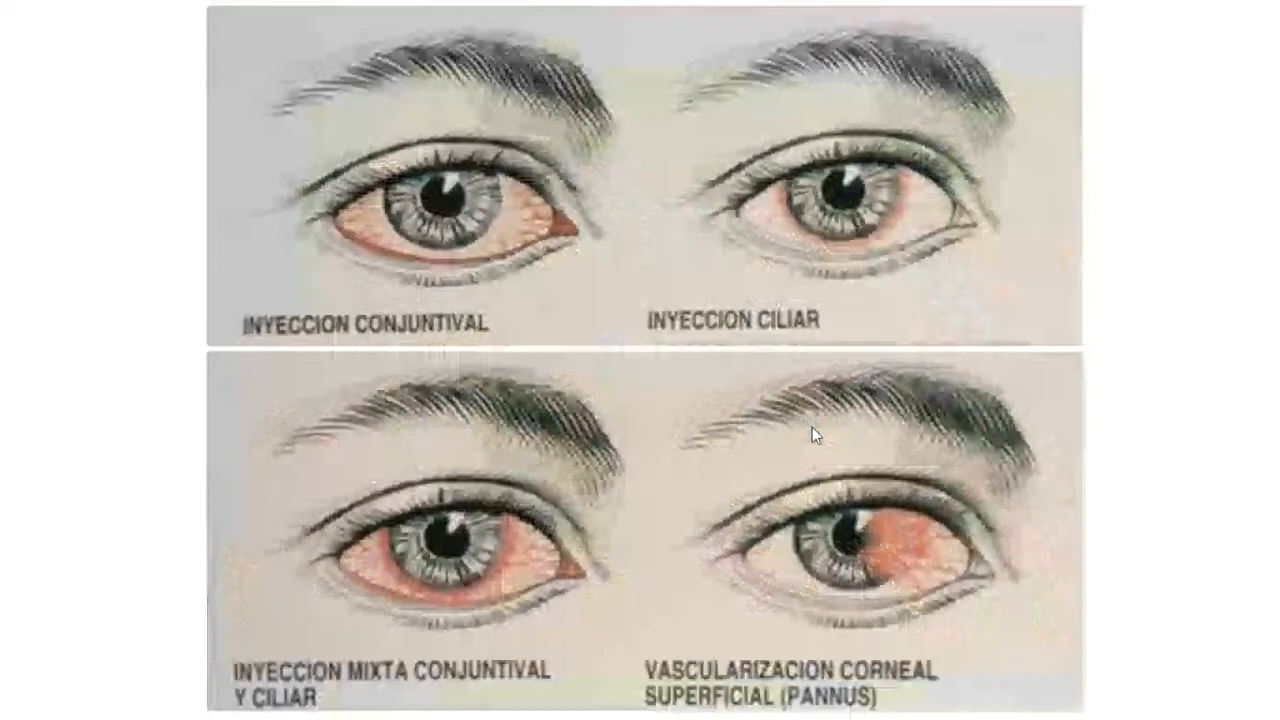 INYECCION CONJUNTIVAL
INYECCION CILIAR
INYECCION MIXTA CONJUNTIVAL
Y CILIAR
VASCULARIZACION CORNEAL
SUPERFICIAL (PANNUS)